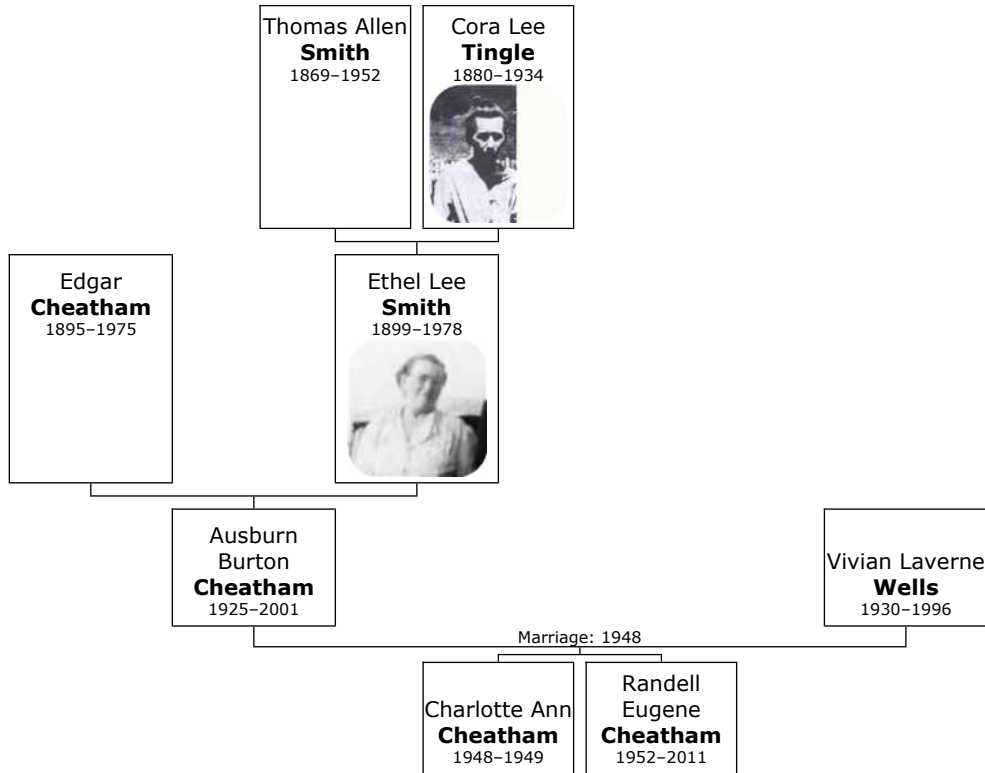 Thomas Allen
Smith
1869–1952
Cora Lee
Tingle
1880–1934
Edgar
Cheatham
1895–1975
Ethel Lee
Smith
1899–1978
Ausburn
Burton
Cheatham
1925–2001
Vivian Laverne
Wells
1930–1996
Marriage: 1948
Charlotte Ann
Cheatham
1948–1949
Randell
Eugene
Cheatham
1952–2011